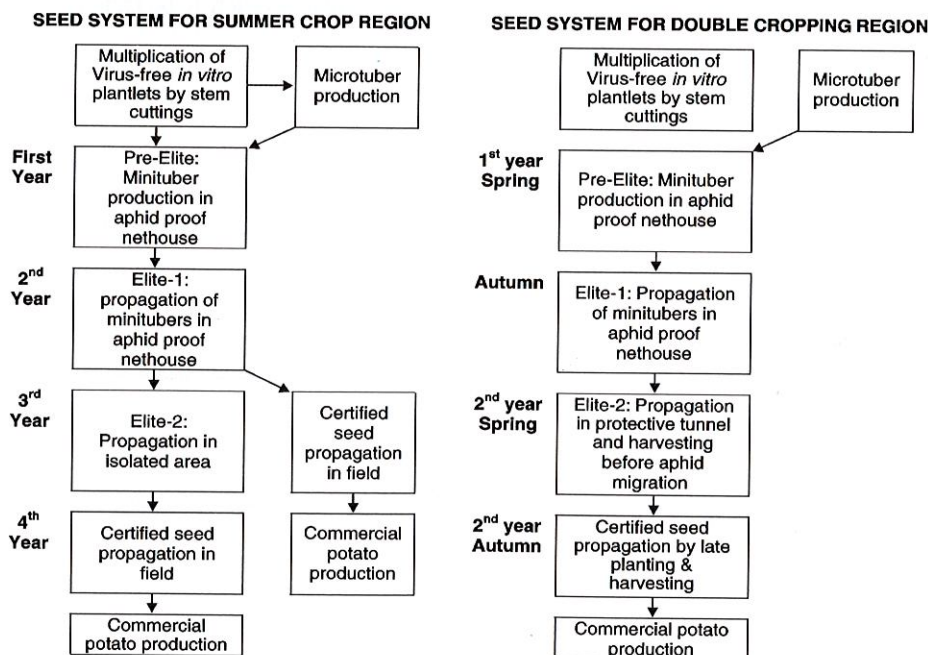 SEED SYSTEM FOR SUMMER CROP REGION
Multiplication of
Virus-free in vitro
plantlets by stem
cuttings
Microtuber
production
First
Year
Pre-Elite:
Minituber
production in
aphid proof
nethouse
2nd
Year
Elite-1:
propagation of
minitubers in
aphid proof
nethouse
3rd
Year
Elite-2:
Propagation in
isolated area
Certified
seed
propagation
in field
4th
Year
Certified seed
propagation in
field
Commercial
potato
production
Commercial
potato production
SEED SYSTEM FOR DOUBLE CROPPING REGION
Multiplication of
Virus-free in vitro
plantlets by stem
cuttings
Microtuber
production
1st year
Spring
Pre-Elite: Minituber
production in aphid
proof nethouse
Autumn
Elite-1: Propagation
of minitubers in
aphid proof
nethouse
2nd year
Spring
Elite-2: Propagation
in protective tunnel
and harvesting
before aphid
migration
2nd year
Autumn
Certified seed
propagation by late
planting &
harvesting
Commercial potato
production